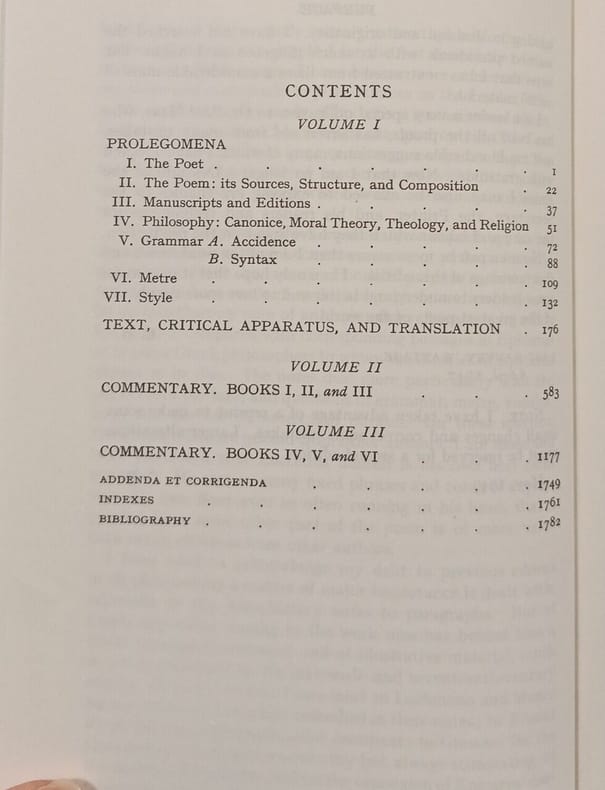 CONTENTS
VOLUME I
PROLEGOMENA
I. The Poet . . . . . . . 1
II. The Poem: its Sources, Structure, and Composition . 22
III. Manuscripts and Editions . . . . . 37
IV. Philosophy: Canonice, Moral Theory, Theology, and Religion 51
V. Grammar A. Accidence . . . . . 72
B. Syntax . . . . . 88
VI. Metre . . . . . . . 109
VII. Style . . . . . . . 132
TEXT, CRITICAL APPARATUS, AND TRANSLATION . 176
VOLUME II
COMMENTARY. BOOKS I, II, and III . . . 583
VOLUME III
COMMENTARY. BOOKS IV, V, and VI . . . 1177
ADDENDA ET CORRIGENDA . . . . . 1749
INDEXES . . . . . . . 1761
BIBLIOGRAPHY . . . . . . . 1782